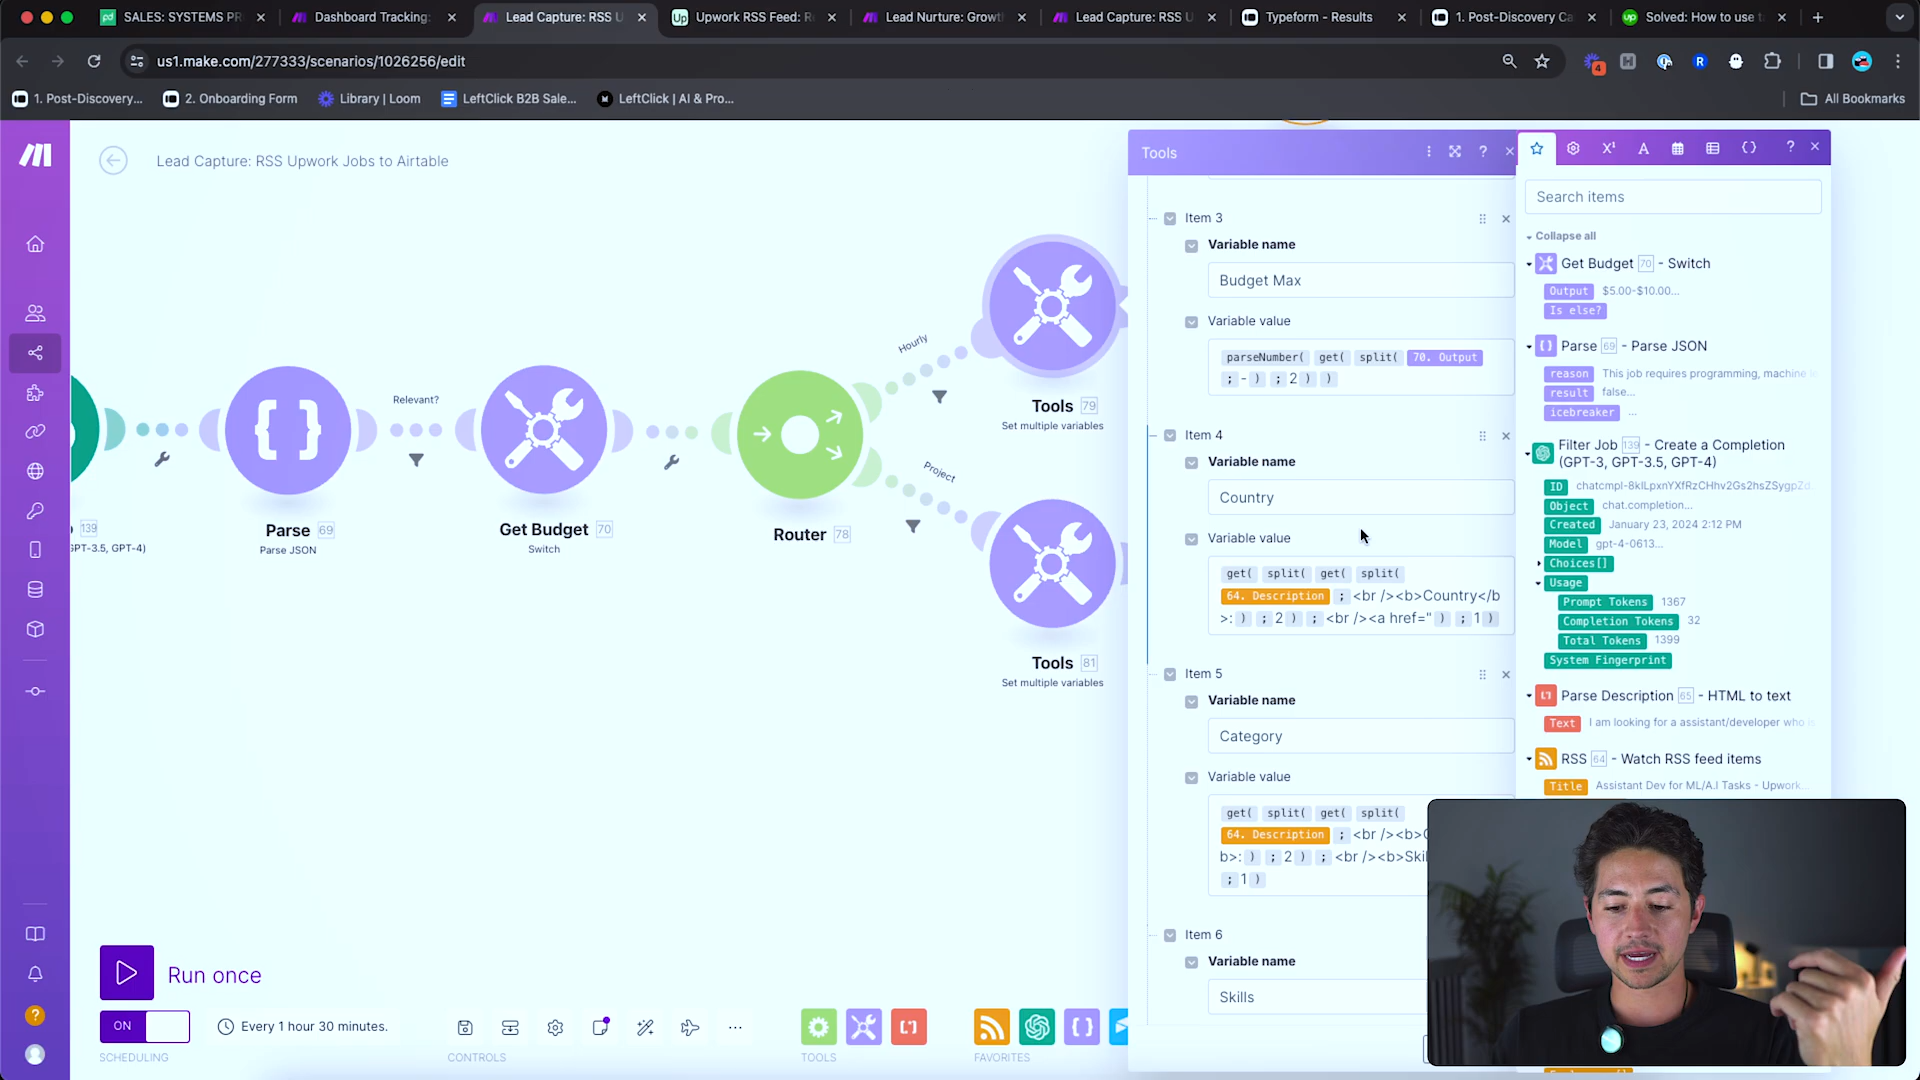 SALES: SYSTEMS PR
Dashboard Tracking:
Lead Capture: RSS U
Upwork RSS Feed: R
Lead Nurture: Growt
Lead Capture: RSS U
Typeform - Results
1. Post-Discovery Ca
Solved: How to use t
us1.make.com/277333/scenarios/1026256/edit
4
1. Post-Discovery...
2. Onboarding Form
Library | Loom
LeftClick B2B Sale...
LeftClick | AI & Pro...
All Bookmarks
Lead Capture: RSS Upwork Jobs to Airtable
139
GPT-3.5, GPT-4)
Parse 69
Parse JSON
Relevant?
Get Budget 70
Switch
Router 78
Hourly
Project
Tools 79
Set multiple variables
Tools 81
Set multiple variables
Run once
ON
SCHEDULING
Every 1 hour 30 minutes.
CONTROLS
TOOLS
FAVORITES
Tools
Item 3
Variable name
Budget Max
Variable value
parseNumber( get( split( 70. Output
; - ) ; 2 ) )
Item 4
Variable name
Country
Variable value
get( split( get( split(
64. Description ; <br /><b>Country</b
>: ) ; 2 ) ; <br /><a href=" ) ; 1 )
Item 5
Variable name
Category
Variable value
get( split( get( split(
64. Description ; <br /><b>
b>: ) ; 2 ) ; <br /><b>Ski
; 1 )
Item 6
Variable name
Skills
Search items
Collapse all
Get Budget 70 - Switch
Output $5.00-$10.00...
Is else?
Parse 69 - Parse JSON
reason This job requires programming, machine le
result false...
icebreaker ...
Filter Job 139 - Create a Completion
(GPT-3, GPT-3.5, GPT-4)
ID chatcmpl-8kILpxnYXfRzCHhv2Gs2hsZSygpZd...
Object chat.completion...
Created January 23, 2024 2:12 PM
Model gpt-4-0613...
Choices[]
Usage
Prompt Tokens 1367
Completion Tokens 32
Total Tokens 1399
System Fingerprint
Parse Description 65 - HTML to text
Text I am looking for a assistant/developer who is
RSS 64 - Watch RSS feed items
Title Assistant Dev for ML/A.I Tasks - Upwork...